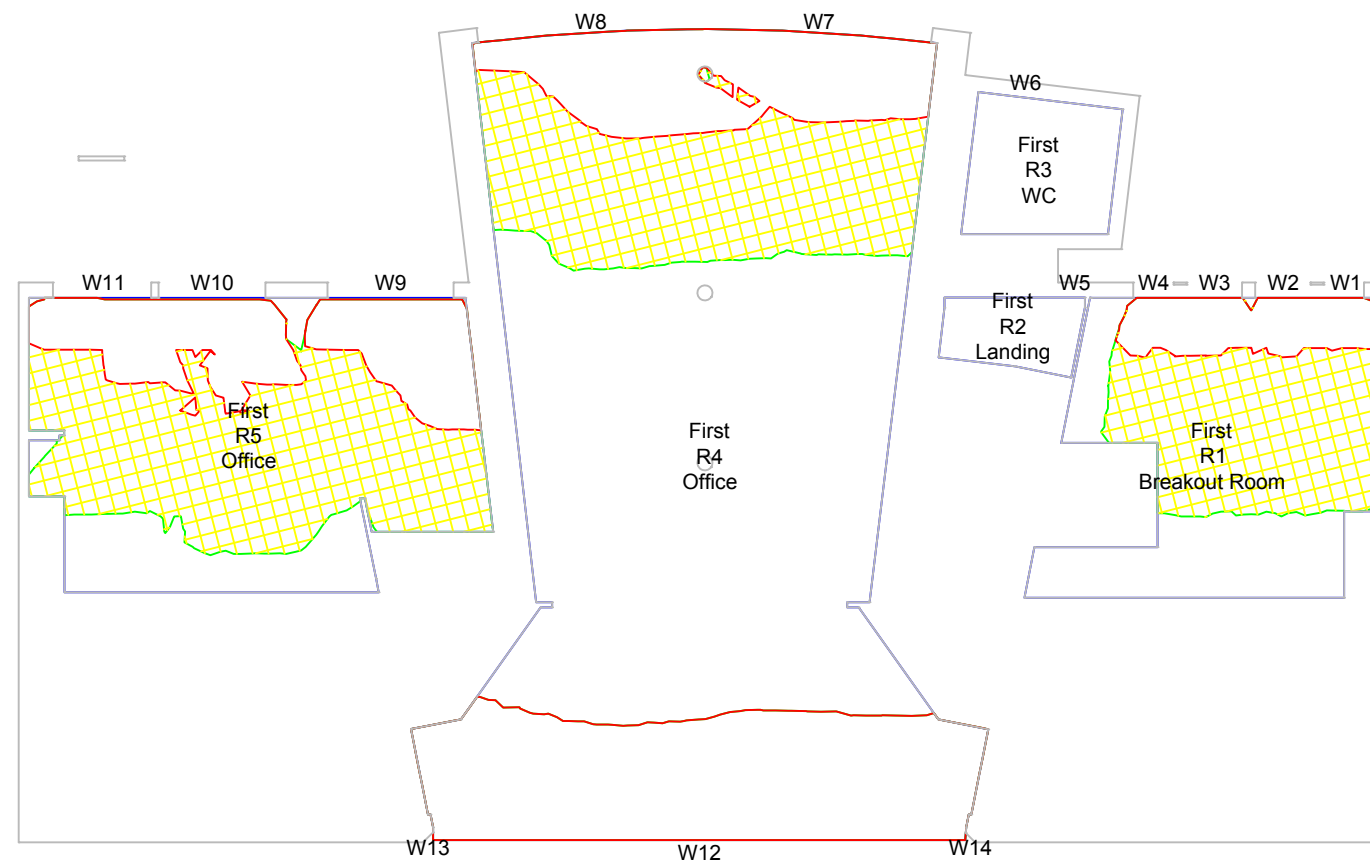 W8
W7
W6
First
R3
WC
W11
W10
W9
W5
W4
W3
W2
W1
First
R2
Landing
First
R5
Office
First
R4
Office
First
R1
Breakout Room
W13
W12
W14